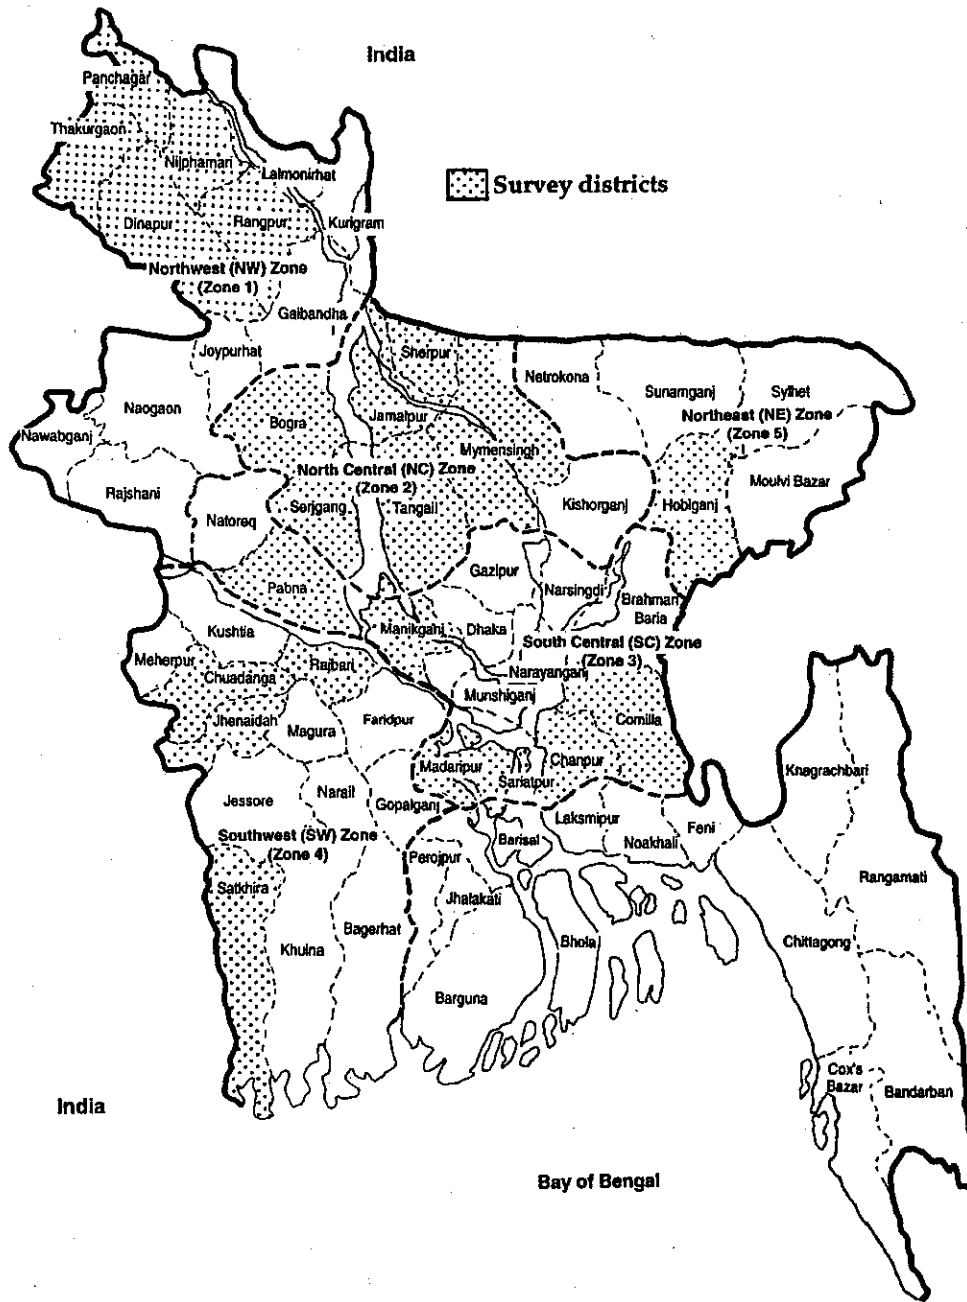 India
Panchagar
Thakurgaon
Nilphamari
Lalmonirhat
Survey districts
Dinapur
Rangpur
Kurigram
Northwest (NW) Zone
(Zone 1)
Gaibandha
Joypurhat
Sherpur
Netrokona
Sunamganj
Sylhet
Naogaon
Bogra
Jamalpur
Northeast (NE) Zone
(Zone 5)
Nawabganj
Mymensingh
North Central (NC) Zone
(Zone 2)
Moulvi Bazar
Rajshani
Serjgang
Tangail
Kishorganj
Hobiganj
Natoreq
Gazipur
Pabna
Narsingdi
Brahman
Baria
Kushtia
Manikganj
Dhaka
South Central (SC) Zone
(Zone 3)
Meherpur
Rajbari
Chuadanga
Narayanganj
Munshiganj
Jhenaidah
Magura
Faridpur
Comilla
Madaripur
Chanpur
Sariatpur
Knagrachbari
Jessore
Narail
Gopalganj
Laksmipur
Feni
Southwest (SW) Zone
(Zone 4)
Barisal
Noakhali
Perojpur
Satkhira
Jhalakati
Rangamati
Khulna
Bagerhat
Bhola
Chittagong
Barguna
Cox's
Bazar
Bandarban
India
Bay of Bengal